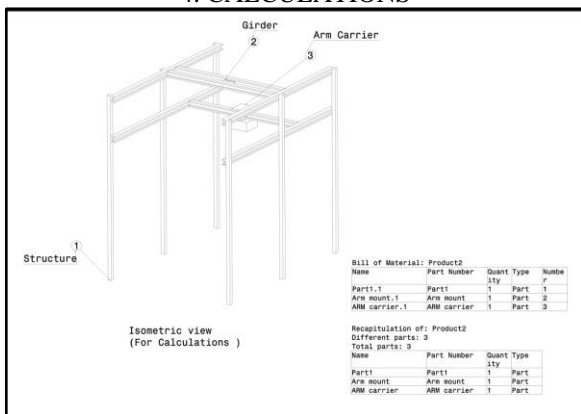 4. CALCULATIONS
Girder
2
Arm Carrier
3
1
Structure
Isometric view
(For Calculations )
Bill of Material: Product2
Name Part Number Quant ity Type Numbe r
Part1.1 Part1 1 Part 1
Arm mount.1 Arm mount 1 Part 2
ARM carrier.1 ARM carrier 1 Part 3
Recapitulation of: Product2
Different parts: 3
Total parts: 3
Name Part Number Quant ity Type
Part1 Part1 1 Part
Arm mount Arm mount 1 Part
ARM carrier ARM carrier 1 Part